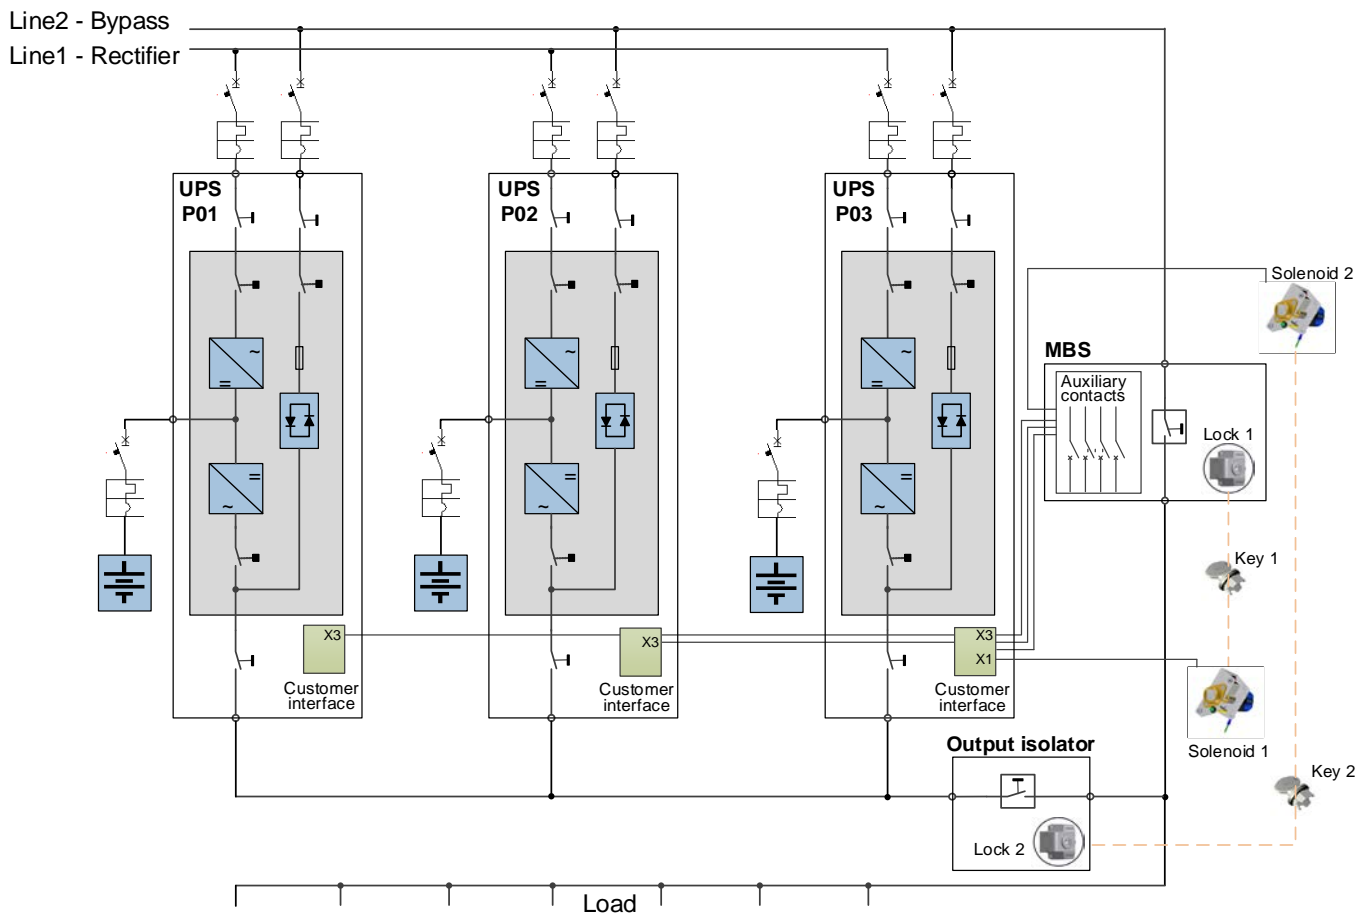 Line2 - Bypass
Line1 - Rectifier
UPS
P01
UPS
P02
UPS
P03
Solenoid 2
MBS
Auxiliary
contacts
Lock 1
Key 1
X3
X3
X3
X1
Customer
interface
Customer
interface
Customer
interface
Solenoid 1
Output isolator
Key 2
Lock 2
Load